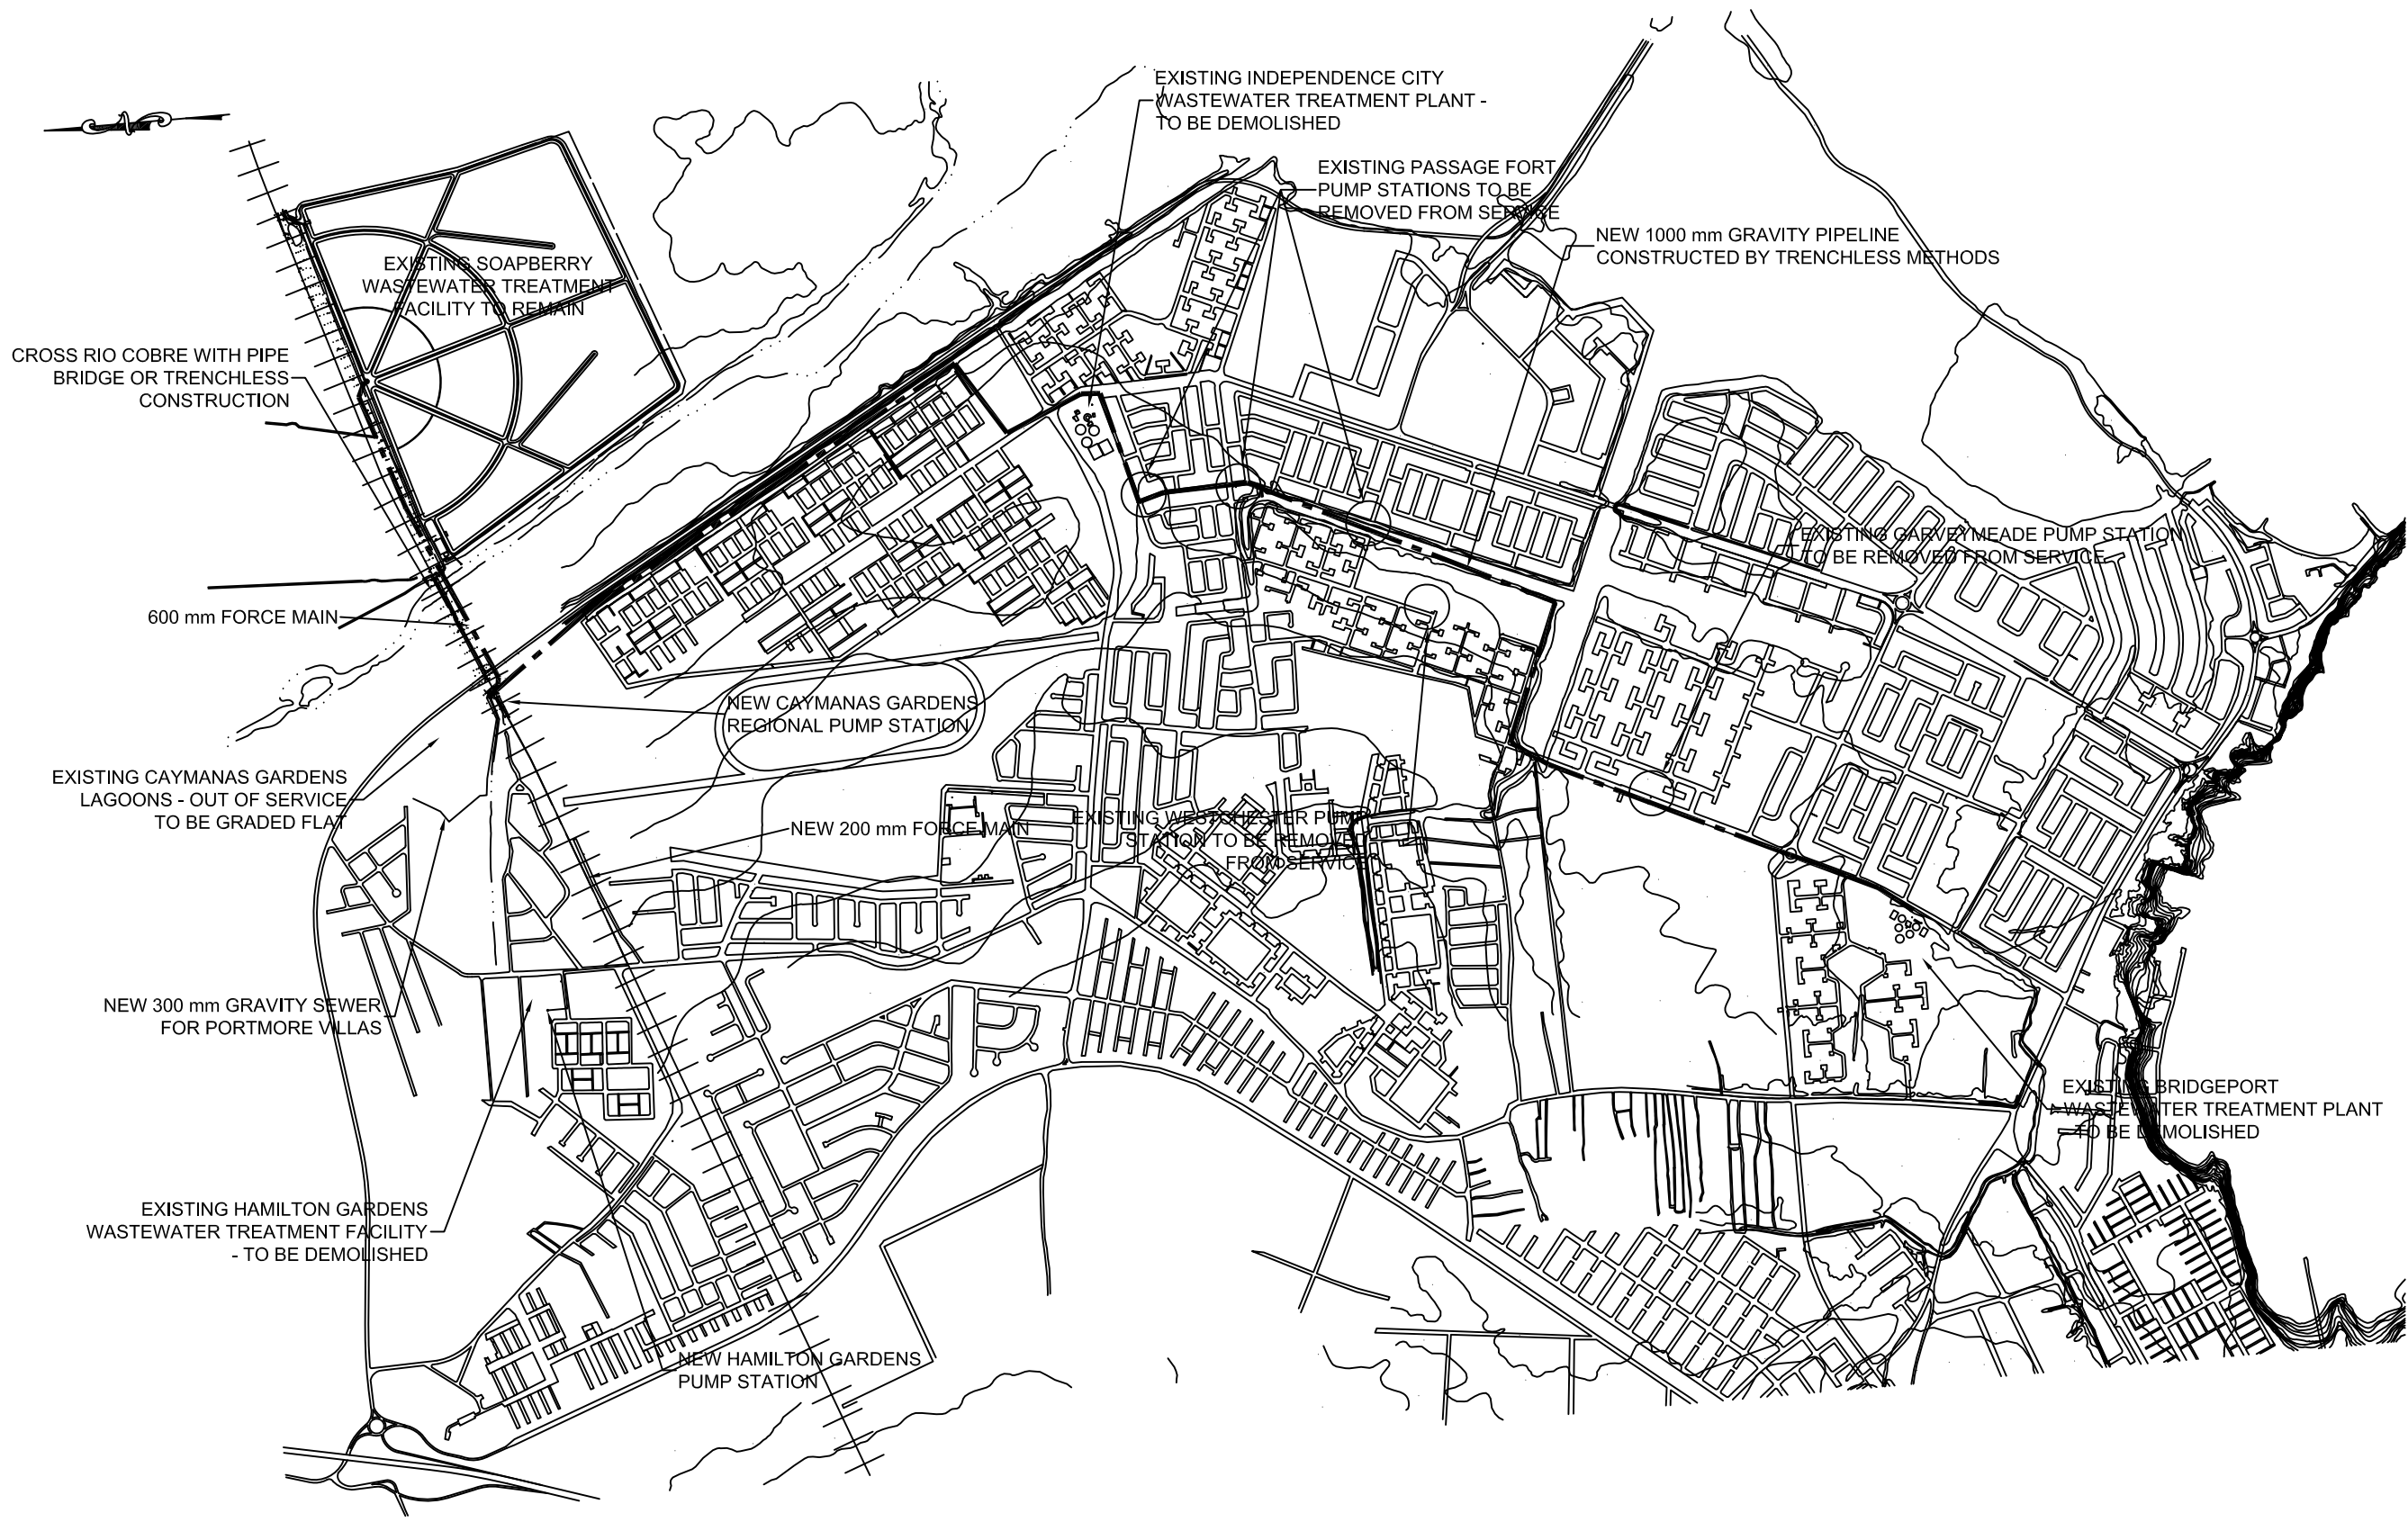 EXISTING INDEPENDENCE CITY
WASTEWATER TREATMENT PLANT -
TO BE DEMOLISHED
EXISTING PASSAGE FORT
PUMP STATIONS TO BE
REMOVED FROM SERVICE
NEW 1000 mm GRAVITY PIPELINE
CONSTRUCTED BY TRENCHLESS METHODS
EXISTING SOAPBERRY
WASTEWATER TREATMENT
FACILITY TO REMAIN
CROSS RIO COBRE WITH PIPE
BRIDGE OR TRENCHLESS
CONSTRUCTION
EXISTING GARVEYMEADE PUMP STATION
TO BE REMOVED FROM SERVICE
600 mm FORCE MAIN
NEW CAYMANAS GARDENS
REGIONAL PUMP STATION
EXISTING CAYMANAS GARDENS
LAGOONS - OUT OF SERVICE
TO BE GRADED FLAT
NEW 200 mm FORCE MAIN
EXISTING WESTCHESTER PUMP
STATION TO BE REMOVED
FROM SERVICE
NEW 300 mm GRAVITY SEWER
FOR PORTMORE VILLAS
EXISTING BRIDGEPORT
WASTEWATER TREATMENT PLANT
TO BE DEMOLISHED
EXISTING HAMILTON GARDENS
WASTEWATER TREATMENT FACILITY
- TO BE DEMOLISHED
NEW HAMILTON GARDENS
PUMP STATION